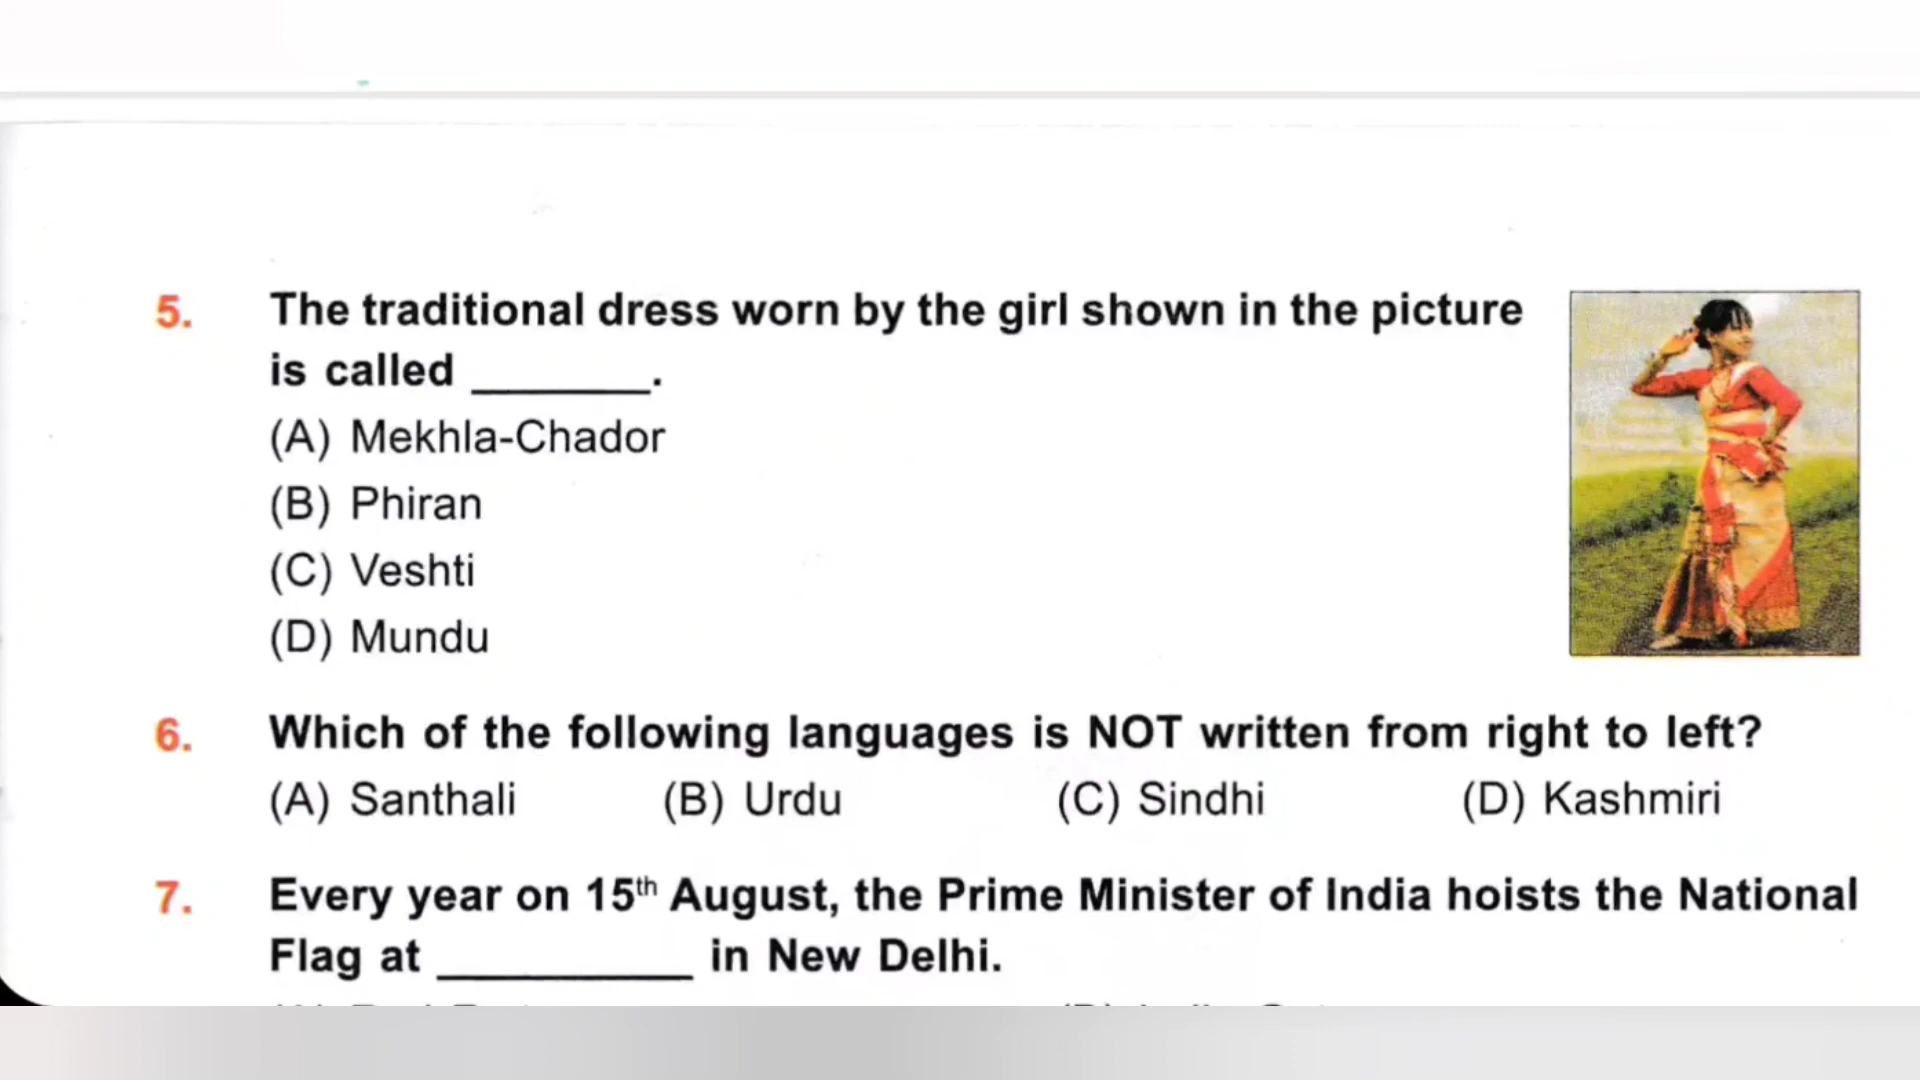 5. The traditional dress worn by the girl shown in the picture
is called _______.
(A) Mekhla-Chador
(B) Phiran
(C) Veshti
(D) Mundu
6. Which of the following languages is NOT written from right to left?
(A) Santhali (B) Urdu (C) Sindhi (D) Kashmiri
7. Every year on 15th August, the Prime Minister of India hoists the National
Flag at __________ in New Delhi.